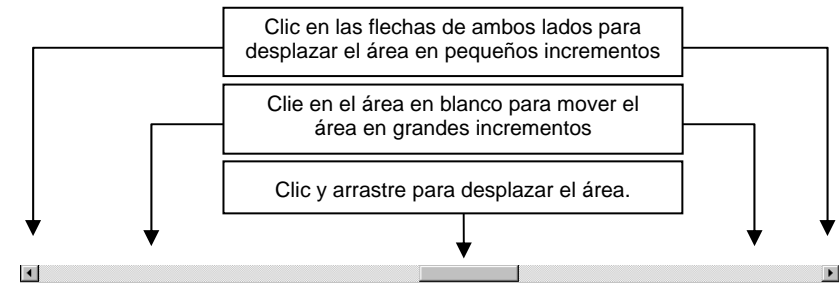 Clic en las flechas de ambos lados para
desplazar el área en pequeños incrementos
Clie en el área en blanco para mover el
área en grandes incrementos
Clic y arrastre para desplazar el área.